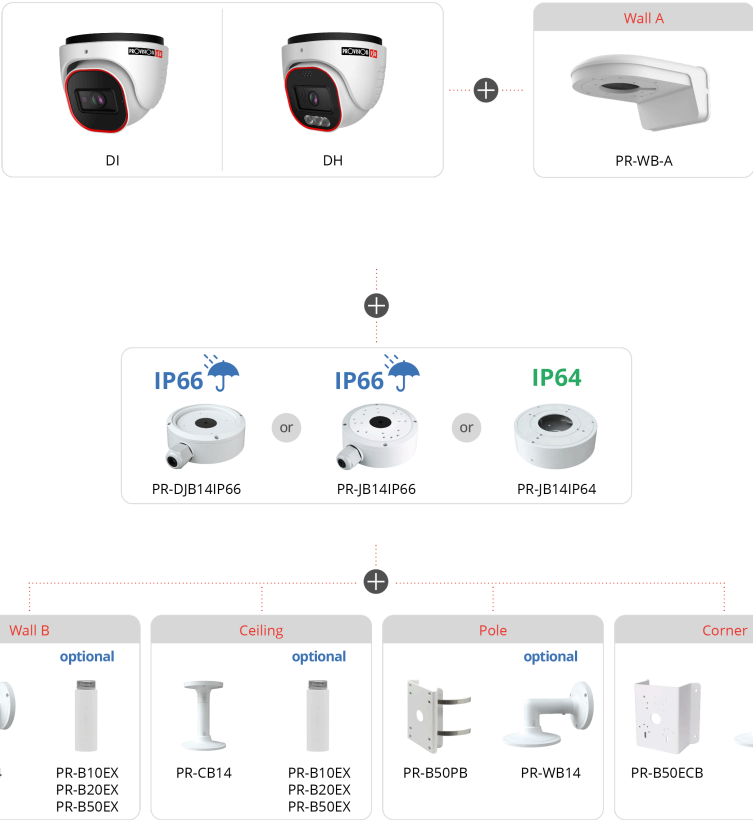 Wall A
PROVISION ISR
PROVISION ISR
DI
DH
PR-WB-A
IP66
IP66
IP64
or
or
PR-DJB14IP66
PR-JB14IP66
PR-JB14IP64
Wall B
optional
PR-B10EX
PR-B20EX
PR-B50EX
Ceiling
optional
PR-CB14
PR-B10EX
PR-B20EX
PR-B50EX
Pole
optional
PR-B50PB
PR-WB14
Corner
PR-B50ECB